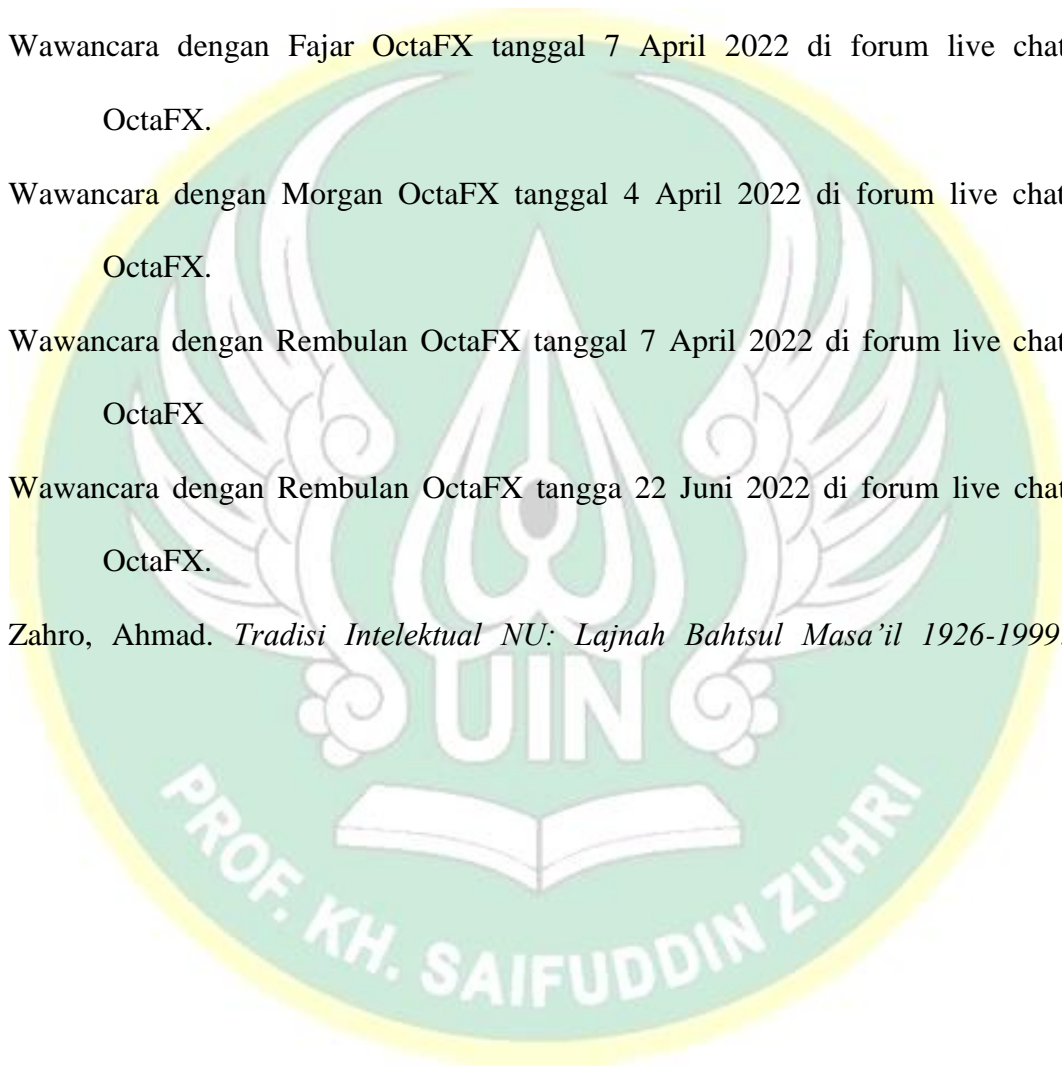 Wawancara dengan Fajar OctaFX tanggal 7 April 2022 di forum live chat
OctaFX.
Wawancara dengan Morgan OctaFX tanggal 4 April 2022 di forum live chat
OctaFX.
Wawancara dengan Rembulan OctaFX tanggal 7 April 2022 di forum live chat
OctaFX
Wawancara dengan Rembulan OctaFX tangga 22 Juni 2022 di forum live chat
OctaFX.
Zahro, Ahmad. Tradisi Intelektual NU: Lajnah Bahtsul Masa’il 1926-1999.
UIN
PROF. KH. SAIFUDDIN ZUHRI